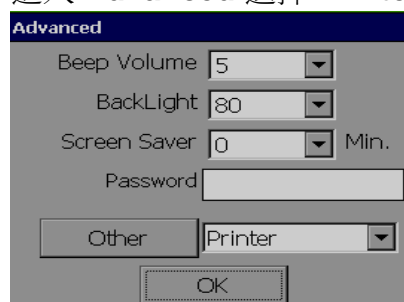 Advanced
Beep Volume 5
BackLight 80
Screen Saver 0 Min.
Password
Other Printer
OK